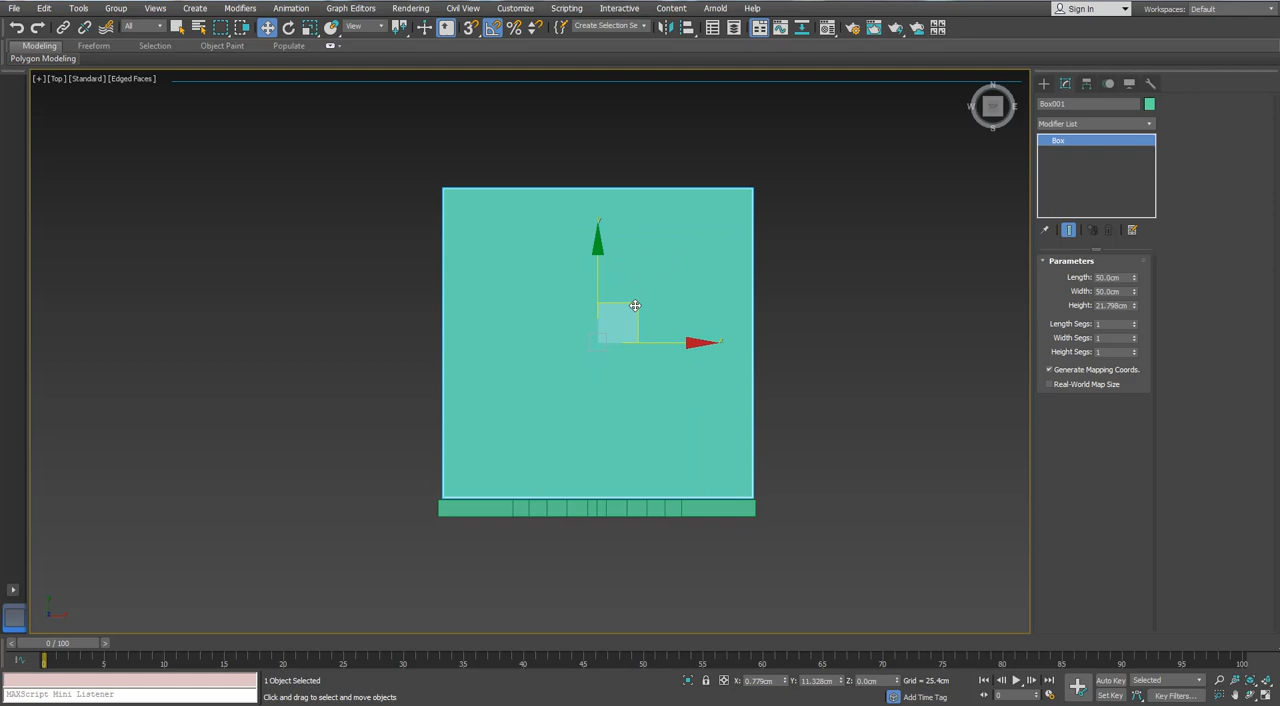 File Edit Tools Group Views Create Modifiers Animation Graph Editors Rendering Civil View Customize Scripting Interactive Content Arnold Help Sign In Workspaces: Default
All View Create Selection Se
Modeling Freeform Selection Object Paint Populate
Polygon Modeling
[+] [Top] [Standard] [Edged Faces]
N
W E
S
Box001
Modifier List
Box
Parameters
Length: 50.0cm
Width: 50.0cm
Height: 21.798cm
Length Segs: 1
Width Segs: 1
Height Segs: 1
Generate Mapping Coords.
Real-World Map Size
0 / 100
0 5 10 15 20 25 30 35 40 45 50 55 60 65 70 75 80 85 90 95 100
1 Object Selected X: 0.779cm Y: 11.328cm Z: 0.0cm Grid = 25.4cm Auto Key Selected
MAXScript Mini Listener Click and drag to select and move objects Add Time Tag 0 Set Key Key Filters...